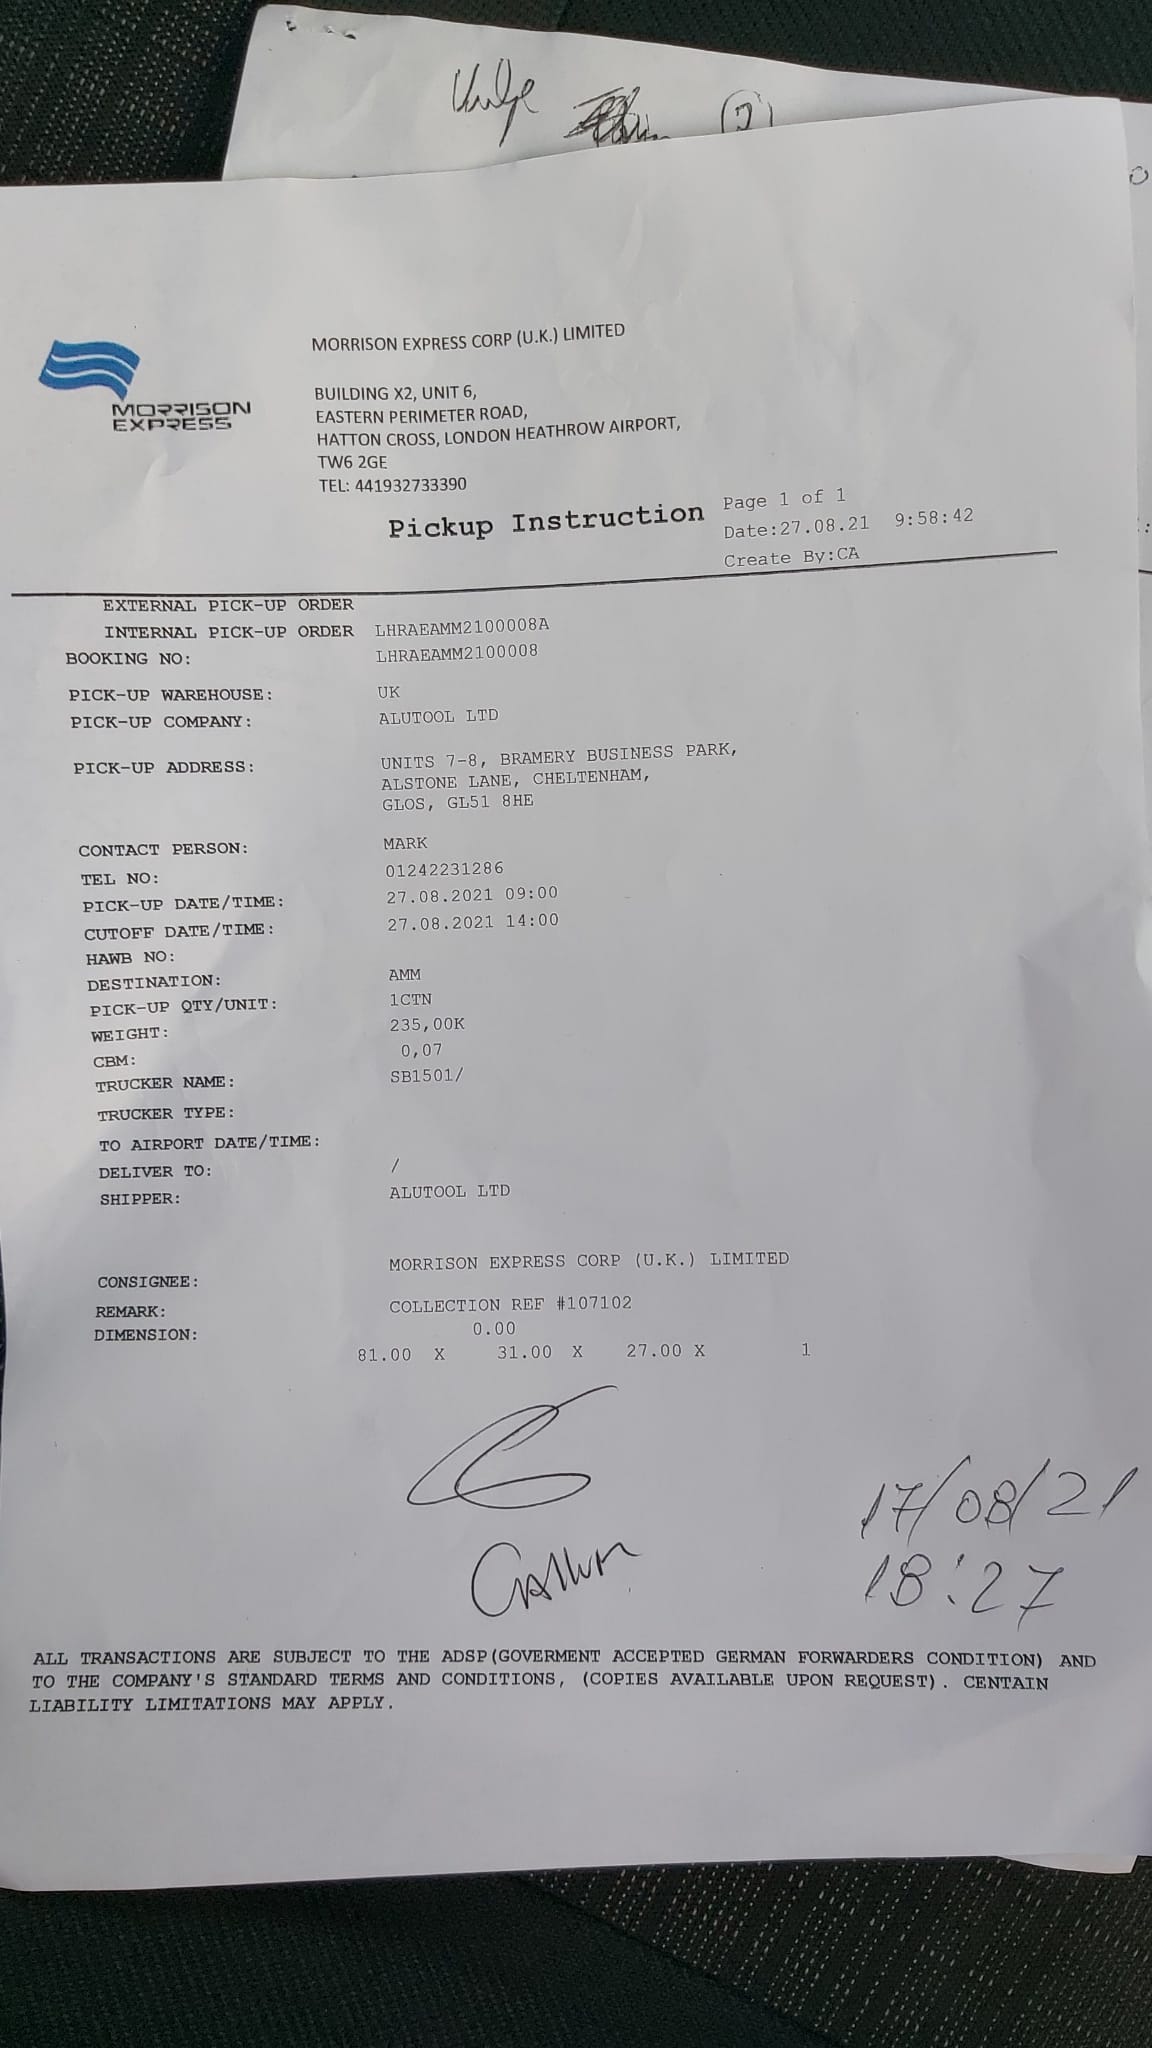 MORRISON EXPRESS
MORRISON EXPRESS CORP (U.K.) LIMITED
BUILDING X2, UNIT 6,
EASTERN PERIMETER ROAD,
HATTON CROSS, LONDON HEATHROW AIRPORT,
TW6 2GE
TEL: 441932733390
Pickup Instruction
Page 1 of 1
Date:27.08.21 9:58:42
Create By:CA
EXTERNAL PICK-UP ORDER
INTERNAL PICK-UP ORDER LHRAEAMM2100008A
BOOKING NO: LHRAEAMM2100008
PICK-UP WAREHOUSE: UK
PICK-UP COMPANY: ALUTOOL LTD
PICK-UP ADDRESS: UNITS 7-8, BRAMERY BUSINESS PARK,
ALSTONE LANE, CHELTENHAM,
GLOS, GL51 8HE
CONTACT PERSON: MARK
TEL NO: 01242231286
PICK-UP DATE/TIME: 27.08.2021 09:00
CUTOFF DATE/TIME: 27.08.2021 14:00
HAWB NO:
DESTINATION: AMM
PICK-UP QTY/UNIT: 1CTN
WEIGHT: 235,00K
CBM: 0,07
TRUCKER NAME: SB1501/
TRUCKER TYPE:
TO AIRPORT DATE/TIME:
DELIVER TO: /
SHIPPER: ALUTOOL LTD
CONSIGNEE: MORRISON EXPRESS CORP (U.K.) LIMITED
REMARK: COLLECTION REF #107102
DIMENSION: 0.00
81.00 X 31.00 X 27.00 X 1
17/08/21
CALLUM 18:27
ALL TRANSACTIONS ARE SUBJECT TO THE ADSP(GOVERMENT ACCEPTED GERMAN FORWARDERS CONDITION) AND
TO THE COMPANY'S STANDARD TERMS AND CONDITIONS, (COPIES AVAILABLE UPON REQUEST). CENTAIN
LIABILITY LIMITATIONS MAY APPLY.